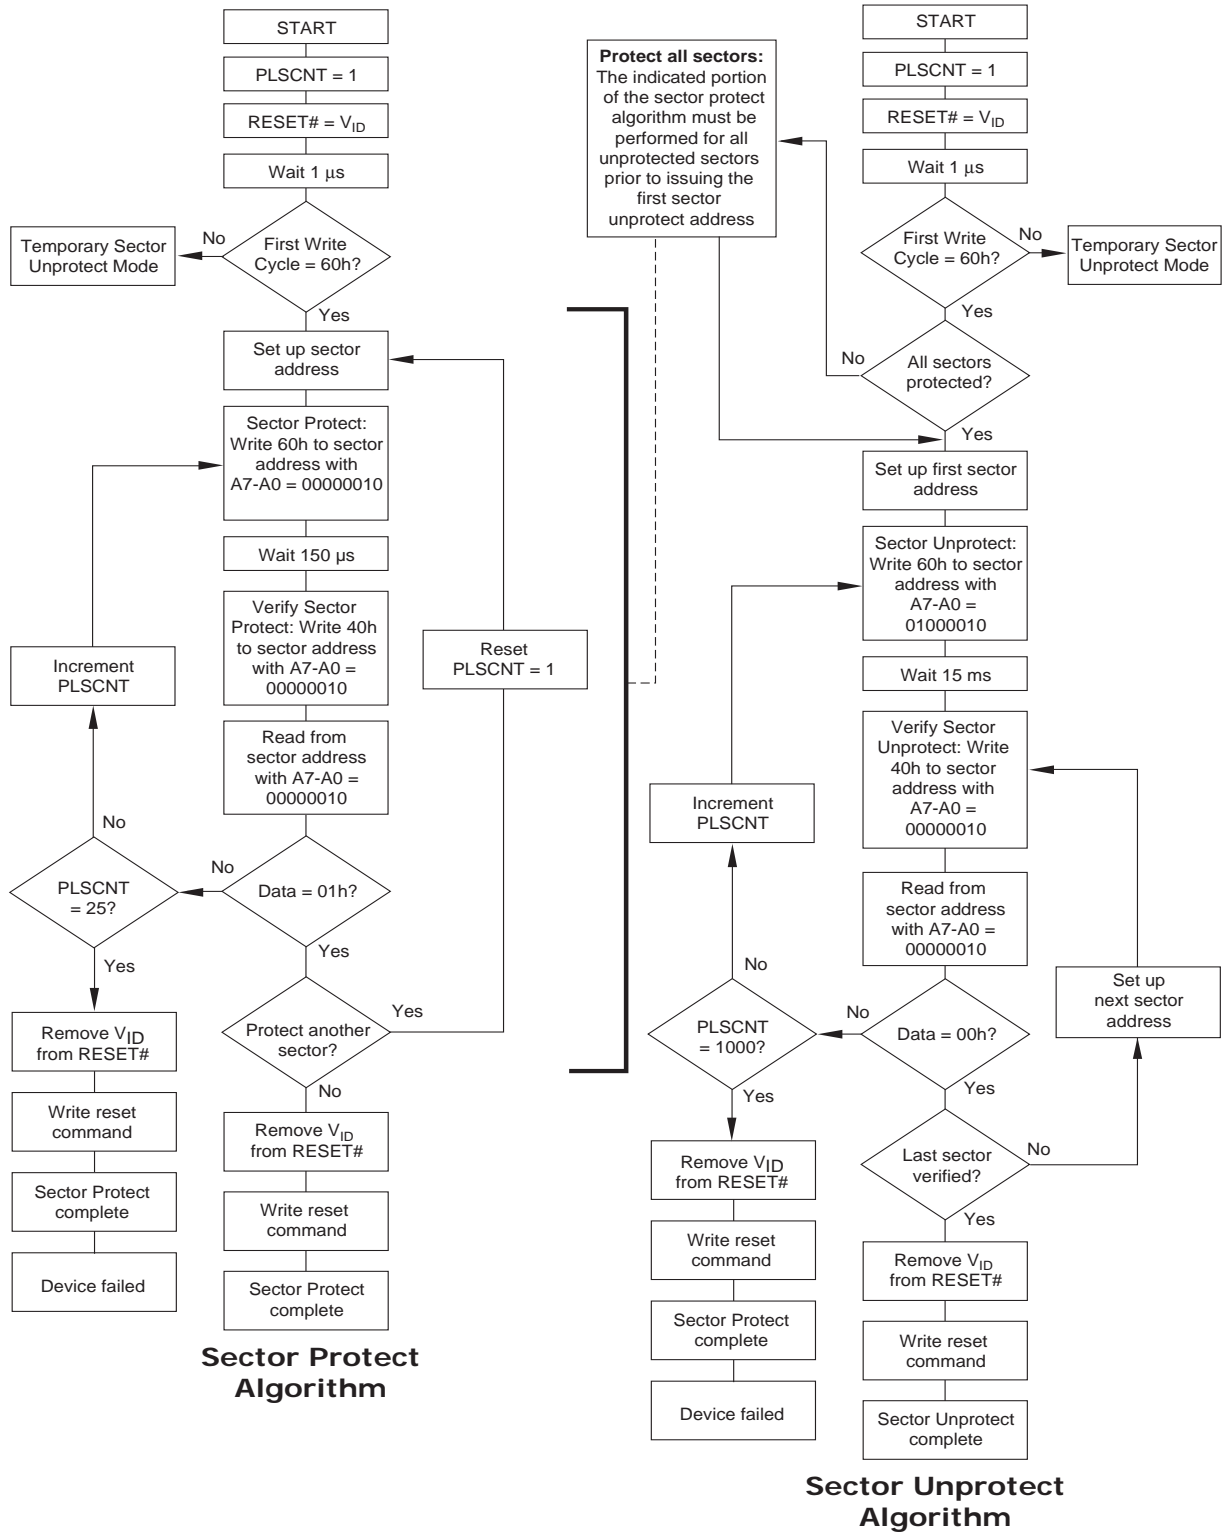 START
PLSCNT = 1
RESET# = VID
Wait 1 μs
First Write
Cycle = 60h?
No
Temporary Sector
Unprotect Mode
Yes
Set up sector
address
Sector Protect:
Write 60h to sector
address with
A7-A0 = 00000010
Wait 150 µs
Verify Sector
Protect: Write 40h
to sector address
with A7-A0 =
00000010
Reset
PLSCNT = 1
Increment
PLSCNT
Read from
sector address
with A7-A0 =
00000010
No
No
PLSCNT
= 25?
Data = 01h?
Yes
Yes
Yes
Protect another
sector?
No
Remove VID
from RESET#
Write reset
command
Sector Protect
complete
Device failed
Remove VID
from RESET#
Write reset
command
Sector Protect
complete
Sector Protect
Algorithm
Protect all sectors:
The indicated portion
of the sector protect
algorithm must be
performed for all
unprotected sectors
prior to issuing the
first sector
unprotect address
START
PLSCNT = 1
RESET# = VID
Wait 1 μs
First Write
Cycle = 60h?
No
Temporary Sector
Unprotect Mode
Yes
No
All sectors
protected?
Yes
Set up first sector
address
Sector Unprotect:
Write 60h to sector
address with
A7-A0 =
01000010
Wait 15 ms
Verify Sector
Unprotect: Write
40h to sector
address with
A7-A0 =
00000010
Increment
PLSCNT
Read from
sector address
with A7-A0 =
00000010
No
No
PLSCNT
= 1000?
Data = 00h?
Set up
next sector
address
Yes
Yes
Last sector
verified?
No
Yes
Remove VID
from RESET#
Write reset
command
Sector Protect
complete
Device failed
Remove VID
from RESET#
Write reset
command
Sector Unprotect
complete
Sector Unprotect
Algorithm